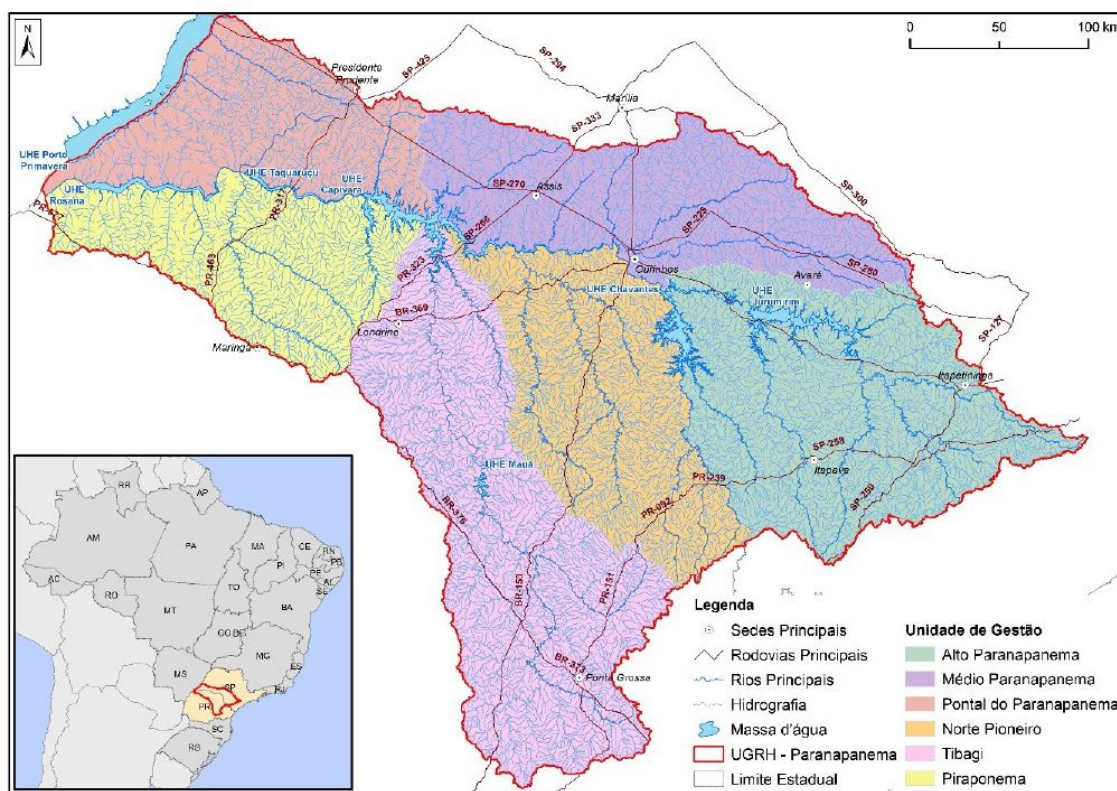 N
0 50 100 km
Presidente
Prudente
SP-425
SP-294
Marília
SP-333
UHE Porto
Primavera
UHE Taquaruçu
UHE
Capivara
UHE
Rosana
SP-270
Assis
SP-300
SP-225
PR-463
PR-323
Ourinhos
Avaré
SP-280
UHE Chavantes
UHE
Jurumirim
BR-369
Londrina
SP-127
Maringá
Itapetininga
UHE Mauá
SP-258
Itapeva
PR-239
PR-092
SP-250
BR-376
BR-153
PR-151
BR-373
Ponta Grossa
RR
AP
AM
PA
MA
CE
RN
PB
PE
AL
SE
PI
AC
RO
TO
MT
BA
GO
DF
MG
ES
MS
SP
RJ
PR
SC
RS
Legenda
Sedes Principais
Rodovias Principais
Rios Principais
Hidrografia
Massa d'água
UGRH - Paranapanema
Limite Estadual
Unidade de Gestão
Alto Paranapanema
Médio Paranapanema
Pontal do Paranapanema
Norte Pioneiro
Tibagi
Piraponema